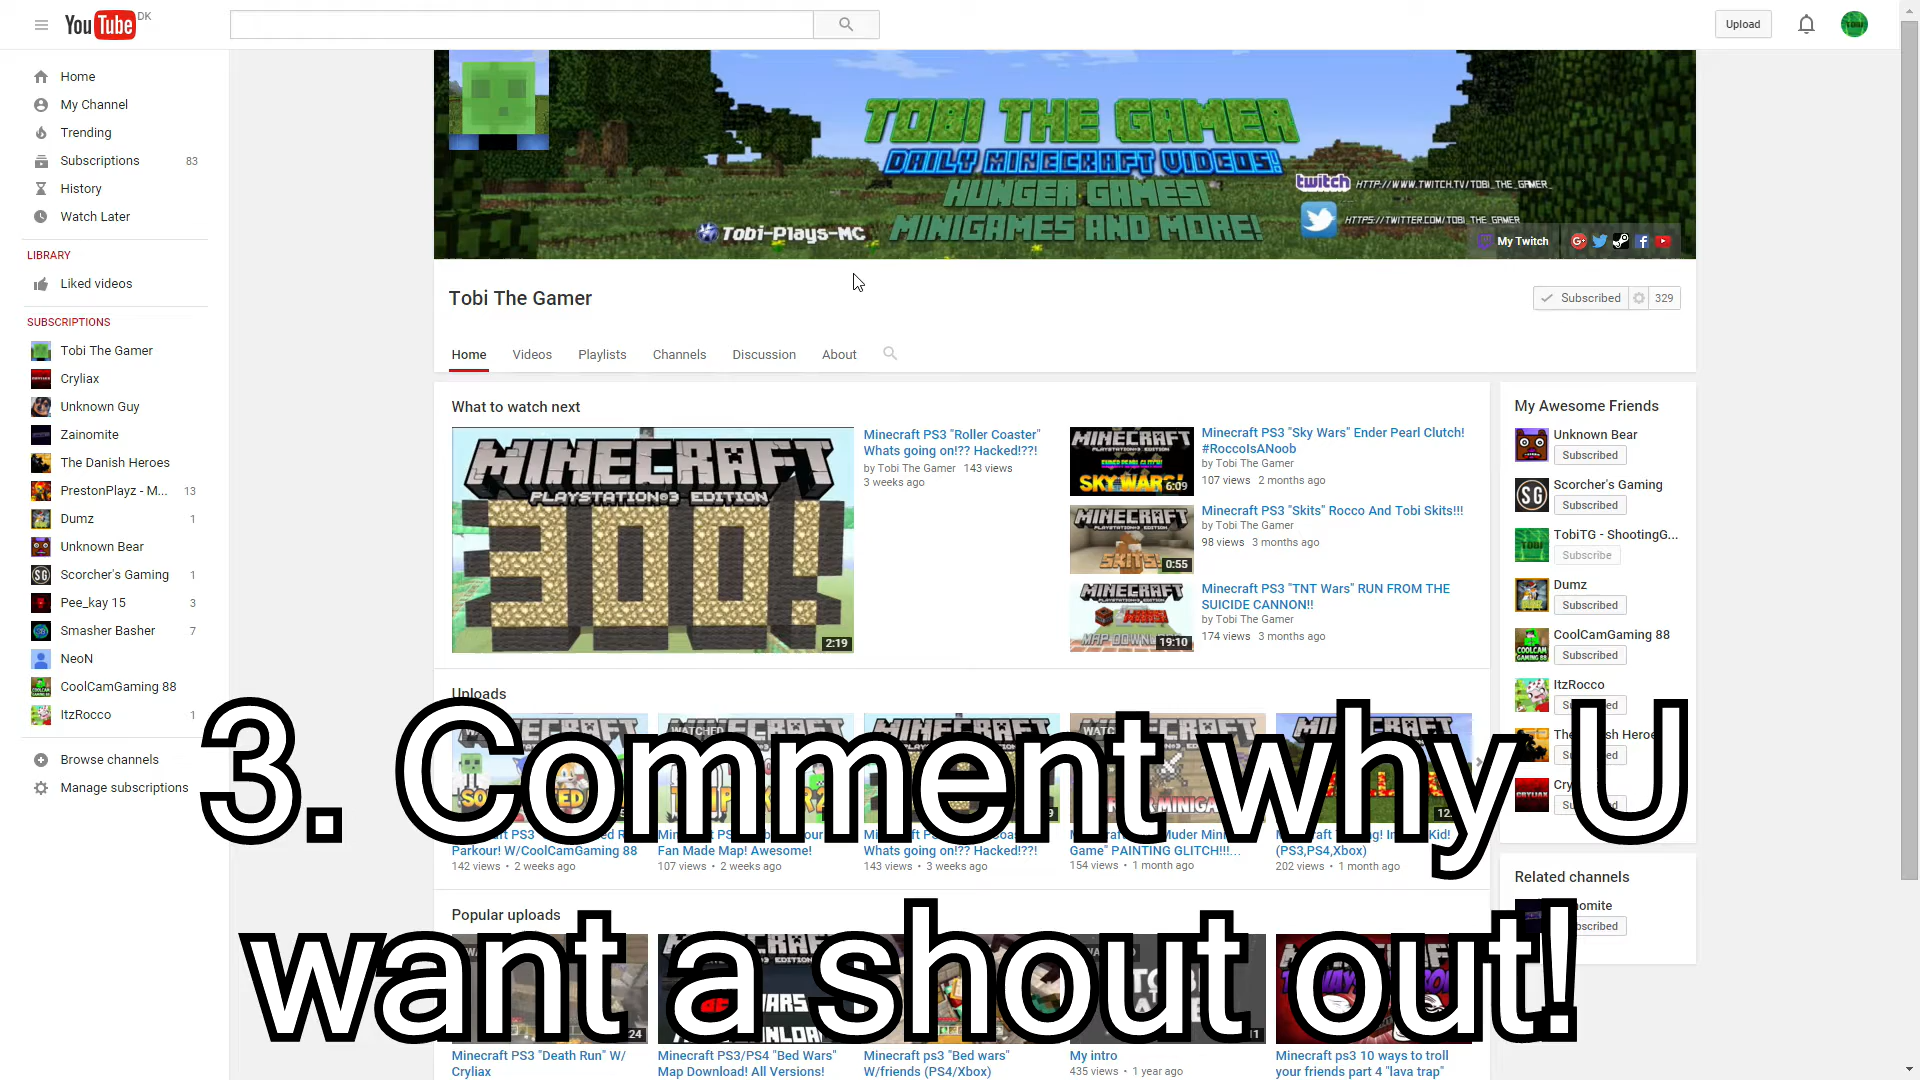 YouTube DK
Upload
Home
My Channel
Trending
Subscriptions 83
History
Watch Later
LIBRARY
Liked videos
SUBSCRIPTIONS
Tobi The Gamer
Cryliax
Unknown Guy
Zainomite
The Danish Heroes
PrestonPlayz - M... 13
Dumz 1
Unknown Bear
Scorcher's Gaming 1
Pee_kay 15 3
Smasher Basher 7
NeoN
CoolCamGaming 88
ItzRocco 1
Browse channels
Manage subscriptions
TOBI THE GAMER
DAILY MINECRAFT VIDEOS!
HUNGER GAMES!
MINIGAMES AND MORE!
Tobi-Plays-MC
twitch HTTP://WWW.TWITCH.TV/TOBI_THE_GAMER_
HTTPS://TWITTER.COM/TOBI_THE_GAMER
My Twitch
Tobi The Gamer
Subscribed 329
Home Videos Playlists Channels Discussion About
What to watch next
MINECRAFT
PLAYSTATION®3 EDITION
300!
2:19
Minecraft PS3 "Roller Coaster"
Whats going on!?? Hacked!??!
by Tobi The Gamer 143 views
3 weeks ago
MINECRAFT
SKY WARS!
6:09
Minecraft PS3 "Sky Wars" Ender Pearl Clutch!
#RoccoIsANoob
by Tobi The Gamer
107 views 2 months ago
MINECRAFT
SKITS!
0:55
Minecraft PS3 "Skits" Rocco And Tobi Skits!!!
by Tobi The Gamer
98 views 3 months ago
MINECRAFT
19:10
Minecraft PS3 "TNT Wars" RUN FROM THE
SUICIDE CANNON!!
by Tobi The Gamer
174 views 3 months ago
My Awesome Friends
Unknown Bear
Subscribed
SG
Scorcher's Gaming
Subscribed
TOBI
TobiTG - ShootingG...
Subscribe
Dumz
Subscribed
CoolCamGaming 88
Subscribed
ItzRocco
Uploads
3. Comment why U
want a shout out!
Parkour! W/CoolCamGaming 88
142 views • 2 weeks ago
Fan Made Map! Awesome!
107 views • 2 weeks ago
Whats going on!?? Hacked!??!
143 views • 3 weeks ago
Game" PAINTING GLITCH!!!...
154 views • 1 month ago
(PS3,PS4,Xbox)
202 views • 1 month ago
Related channels
Popular uploads
Minecraft PS3 "Death Run" W/
Cryliax
Minecraft PS3/PS4 "Bed Wars"
Map Download! All Versions!
Minecraft ps3 "Bed wars"
W/friends (PS4/Xbox)
My intro
435 views • 1 year ago
Minecraft ps3 10 ways to troll
your friends part 4 "lava trap"